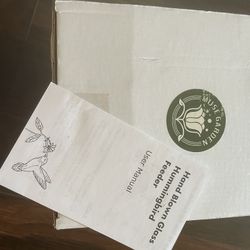 MUSE GARDEN
Hand Blown Glass
Hummingbird
Feeder
User Manual